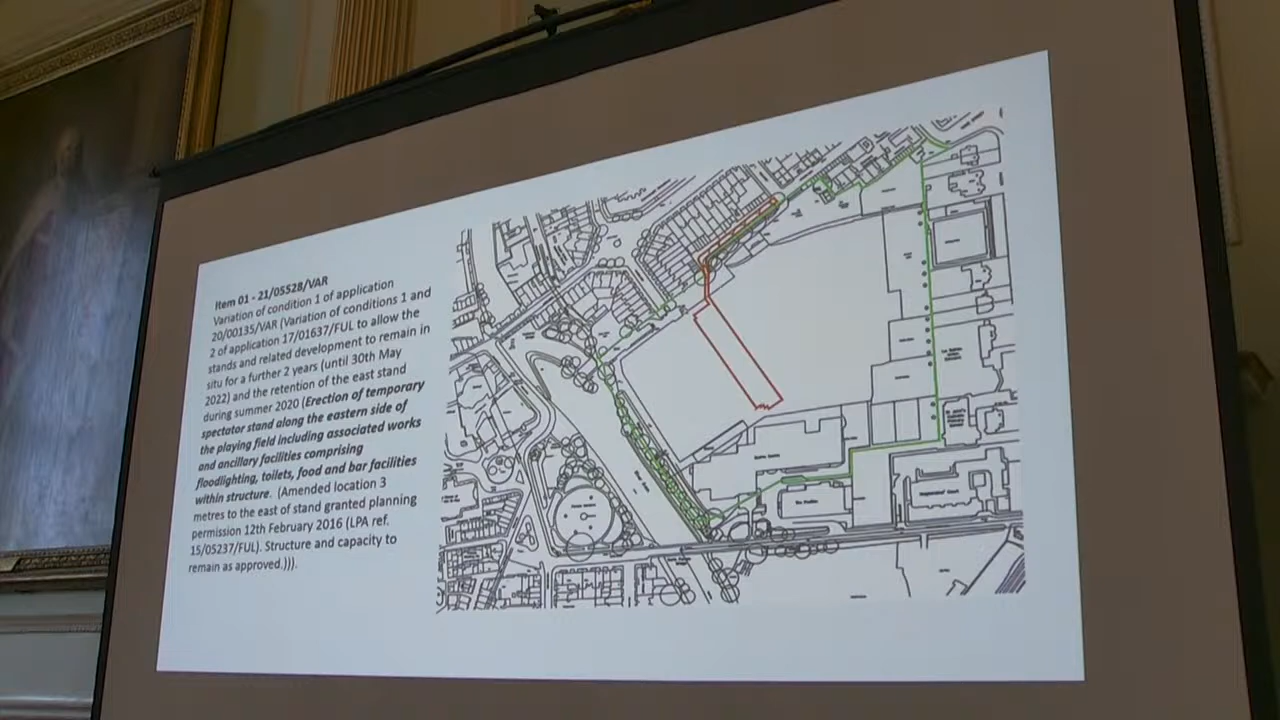 Item 01 - 21/05528/VAR
Variation of condition 1 of application
20/00135/VAR (Variation of conditions 1 and
2 of application 17/01637/FUL to allow the
stands and related development to remain in
situ for a further 2 years (until 30th May
2022) and the retention of the east stand
during summer 2020 (Erection of temporary
spectator stand along the eastern side of
the playing field including associated works
and ancillary facilities comprising
floodlighting, toilets, food and bar facilities
within structure. (Amended location 3
metres to the east of stand granted planning
permission 12th February 2016 (LPA ref.
15/05237/FUL). Structure and capacity to
remain as approved.))).